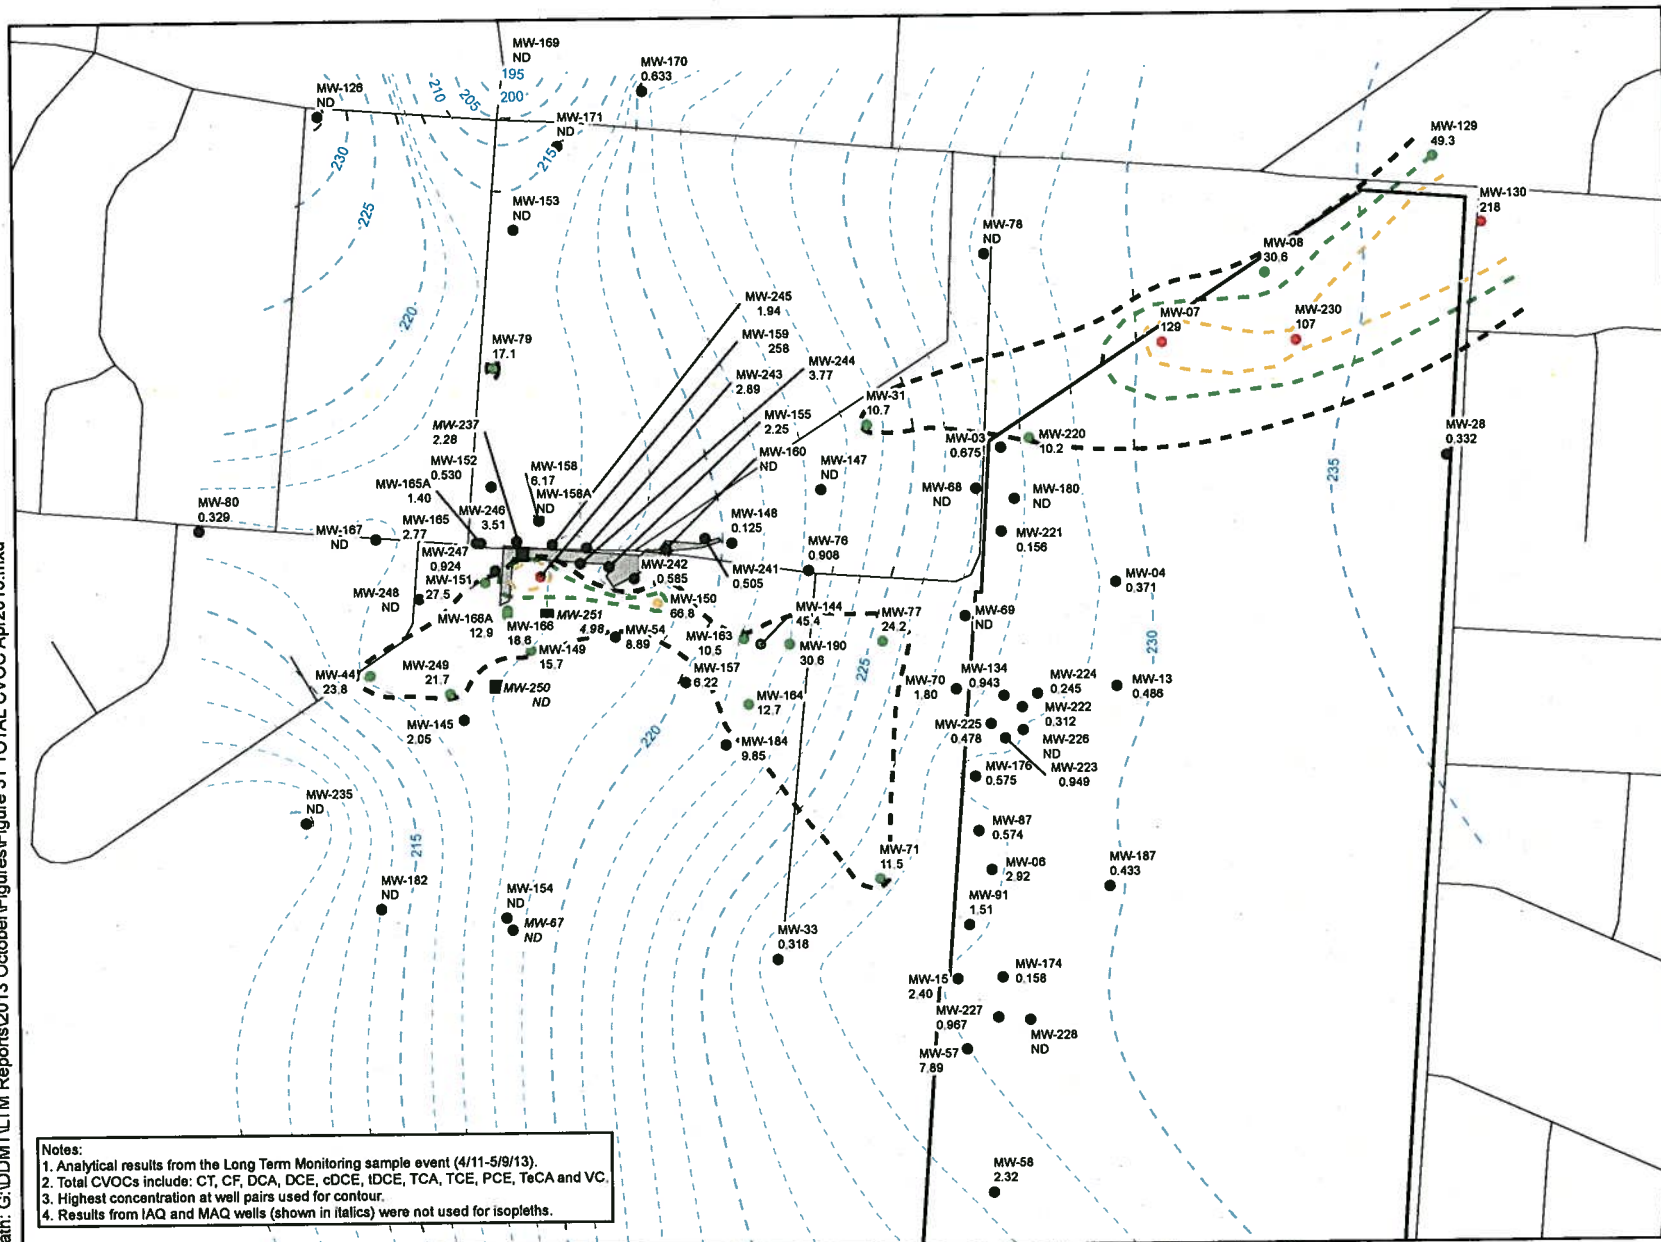 MW-169
ND
MW-170
0.633
195
200
205
210
MW-126
ND
MW-171
ND
215
230
225
220
MW-153
ND
MW-78
ND
MW-129
49.3
MW-130
218
MW-08
30.6
MW-07
129
MW-230
107
MW-245
1.94
MW-159
258
MW-243
2.89
MW-244
3.77
MW-155
2.25
MW-160
ND
MW-79
17.1
MW-31
10.7
MW-237
2.28
MW-152
0.530
MW-165A
1.40
MW-158
6.17
MW-158A
ND
MW-246
3.51
MW-165
2.77
MW-167
ND
MW-80
0.329
MW-247
0.924
MW-151
27.5
MW-248
ND
MW-147
ND
MW-148
0.125
MW-76
0.908
MW-241
0.505
MW-242
0.585
MW-150
66.8
MW-03
0.675
MW-220
10.2
MW-28
0.332
235
MW-68
ND
MW-180
ND
MW-221
0.156
MW-04
0.371
MW-69
ND
230
MW-144
45.4
MW-77
24.2
MW-166A
12.9
MW-166
18.6
MW-251
4.98
MW-54
8.89
MW-163
10.5
MW-190
30.6
225
MW-149
15.7
MW-44
23.8
MW-249
21.7
MW-250
ND
MW-157
6.22
MW-164
12.7
MW-145
2.05
220
MW-184
9.85
MW-70
1.80
MW-134
0.943
MW-224
0.245
MW-222
0.312
MW-13
0.486
MW-225
0.478
MW-226
ND
MW-223
0.949
MW-176
0.575
MW-235
ND
215
MW-87
0.574
MW-71
11.5
MW-06
2.92
MW-187
0.433
MW-182
ND
MW-154
ND
MW-67
ND
MW-91
1.51
MW-33
0.318
MW-15
2.40
MW-174
0.158
MW-227
0.967
MW-228
ND
MW-57
7.89
MW-58
2.32
Notes:
1. Analytical results from the Long Term Monitoring sample event (4/11-5/9/13).
2. Total CVOCs include: CT, CF, DCA, DCE, cDCE, tDCE, TCA, TCE, PCE, TeCA and VC.
3. Highest concentration at well pairs used for contour.
4. Results from IAQ and MAQ wells (shown in italics) were not used for isopleths.